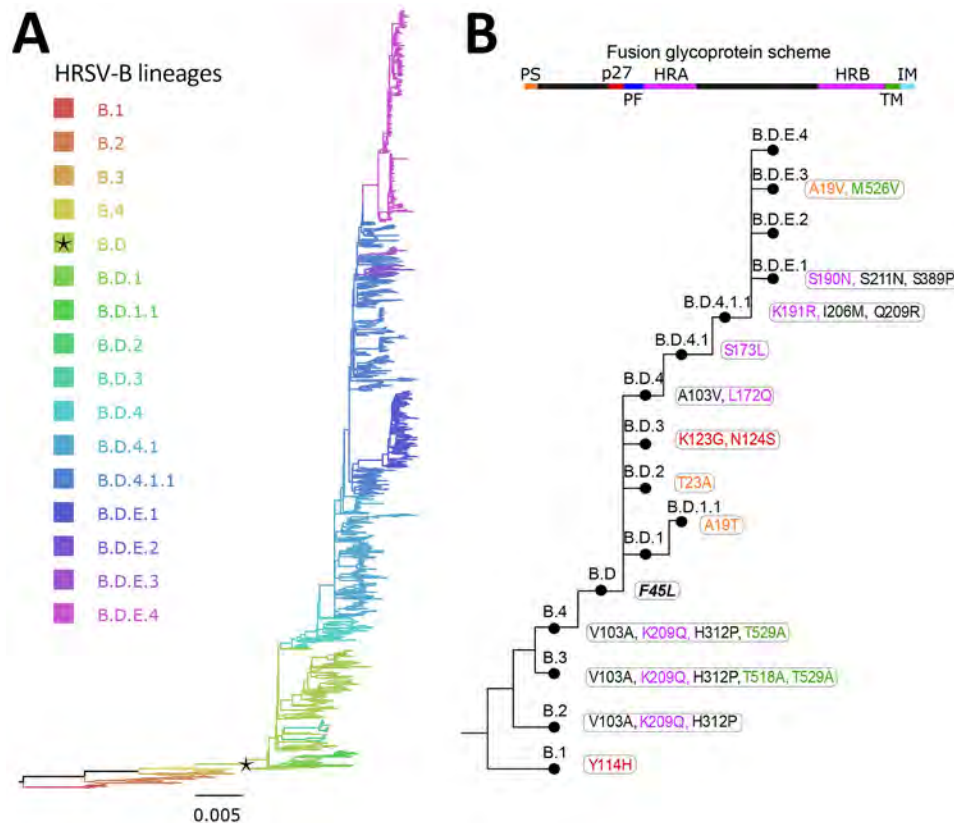 A
HRSV-B lineages
B.1
B.2
B.3
B.4
B.D
B.D.1
B.D.1.1
B.D.2
B.D.3
B.D.4
B.D.4.1
B.D.4.1.1
B.D.E.1
B.D.E.2
B.D.E.3
B.D.E.4
0.005
B
Fusion glycoprotein scheme
PS p27 HRA HRB IM
PF TM
B.D.E.4
B.D.E.3
A19V, M526V
B.D.E.2
B.D.E.1
S190N, S211N, S389P
B.D.4.1.1
K191R, I206M, Q209R
B.D.4.1
S173L
B.D.4
A103V, L172Q
B.D.3
K123G, N124S
B.D.2
T23A
B.D.1.1
A19T
B.D.1
B.D
F45L
B.4
V103A, K209Q, H312P, T529A
B.3
V103A, K209Q, H312P, T518A, T529A
B.2
V103A, K209Q, H312P
B.1
Y114H